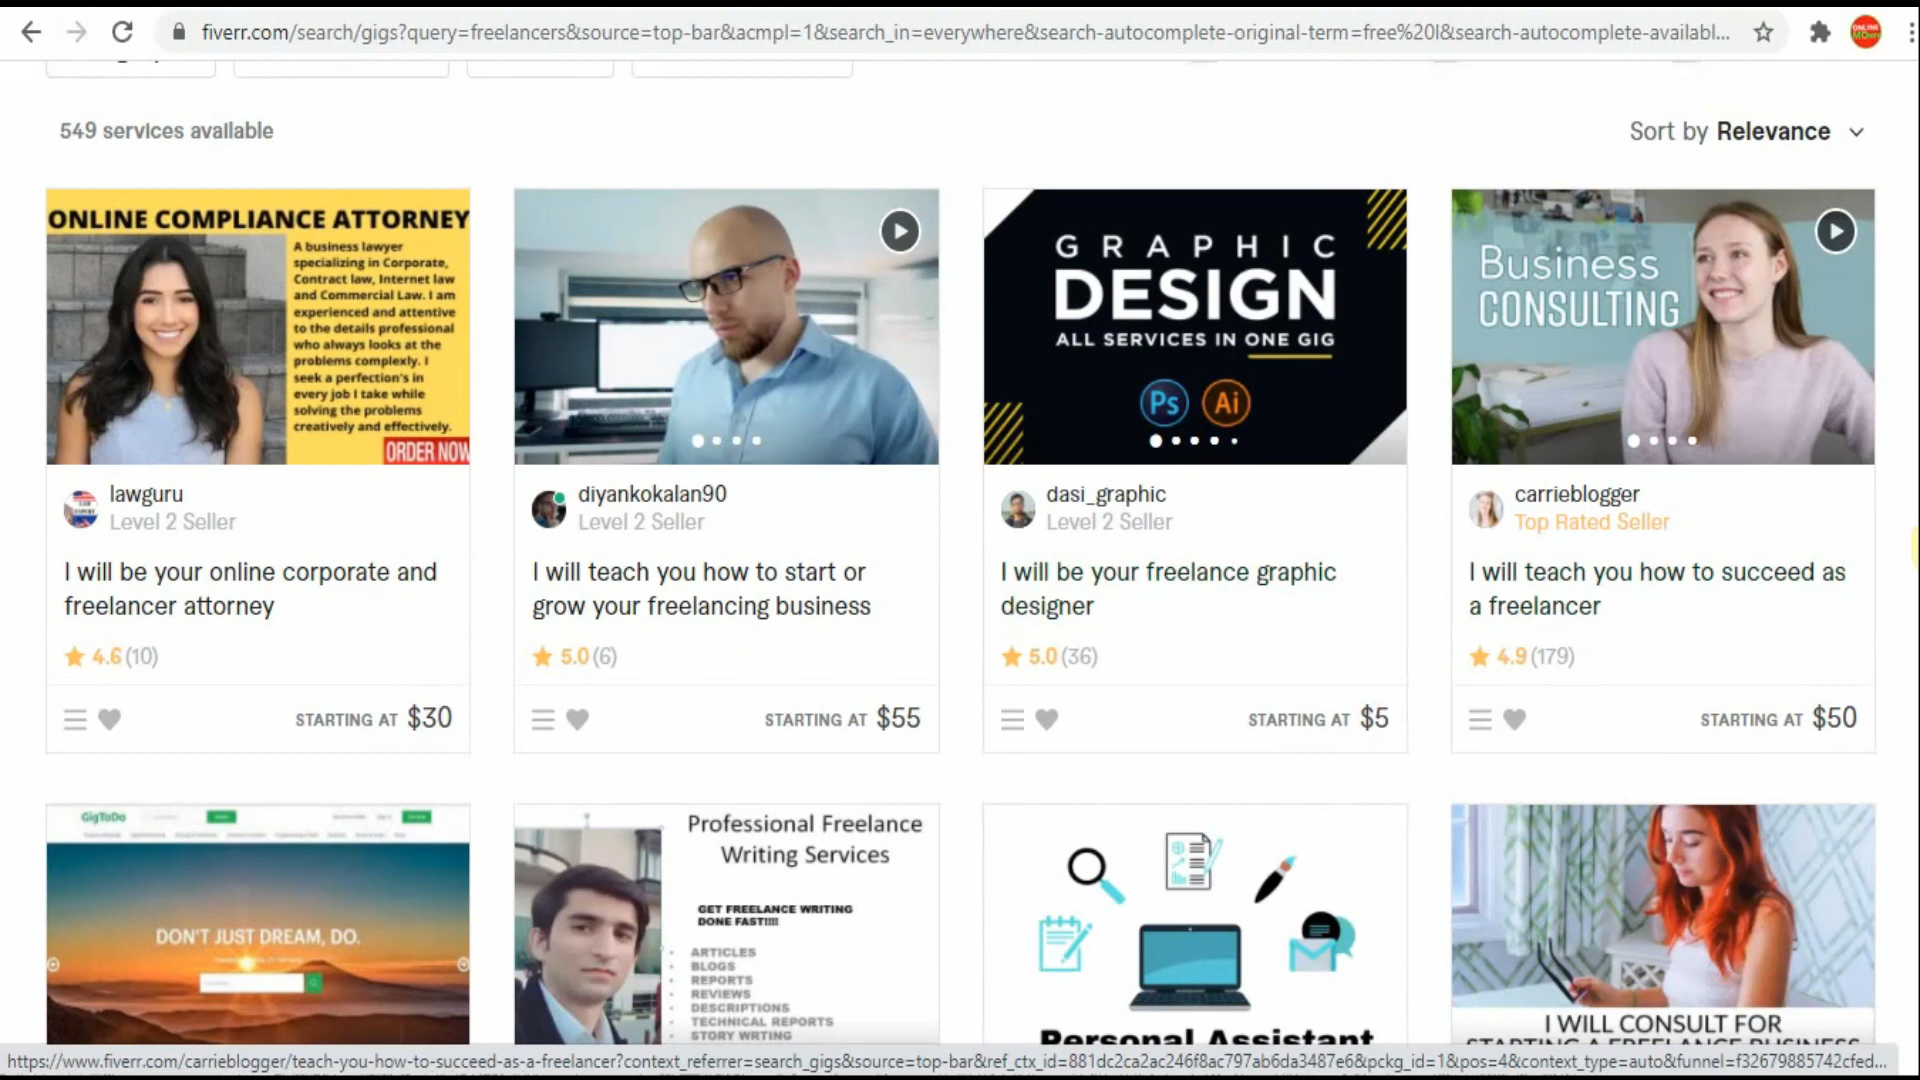 fiverr.com/search/gigs?query=freelancers&source=top-bar&acmpl=1&search_in=everywhere&search-autocomplete-original-term=free%20l&search-autocomplete-availabl...
549 services available
Sort by Relevance
ONLINE COMPLIANCE ATTORNEY
A business lawyer
specializing in Corporate,
Contract law, Internet law
and Commercial Law. I am
experienced and attentive
to the details professional
who always looks at the
problems complexly. I
seek a perfection's in
every job I take while
solving the problems
creatively and effectively.
ORDER NOW
GRAPHIC
DESIGN
ALL SERVICES IN ONE GIG
Ps Ai
Business
CONSULTING
lawguru
Level 2 Seller
I will be your online corporate and
freelancer attorney
4.6 (10)
STARTING AT $30
diyankokalan90
Level 2 Seller
I will teach you how to start or
grow your freelancing business
5.0 (6)
STARTING AT $55
dasi_graphic
Level 2 Seller
I will be your freelance graphic
designer
5.0 (36)
STARTING AT $5
carrieblogger
Top Rated Seller
I will teach you how to succeed as
a freelancer
4.9 (179)
STARTING AT $50
GigToDo
DON'T JUST DREAM, DO.
Professional Freelance
Writing Services
GET FREELANCE WRITING
DONE FAST!!!!
ARTICLES
BLOGS
REPORTS
REVIEWS
DESCRIPTIONS
TECHNICAL REPORTS
STORY WRTING
Personal Assistant
I WILL CONSULT FOR
STARTING A FREELANCE BUSINESS
https://www.fiverr.com/carrieblogger/teach-you-how-to-succeed-as-a-freelancer?context_referrer=search_gigs&source=top-bar&ref_ctx_id=881dc2ca2ac246f8ac797ab6da3487e6&pckg_id=1&pos=4&context_type=auto&funnel=f32679885742cfed...